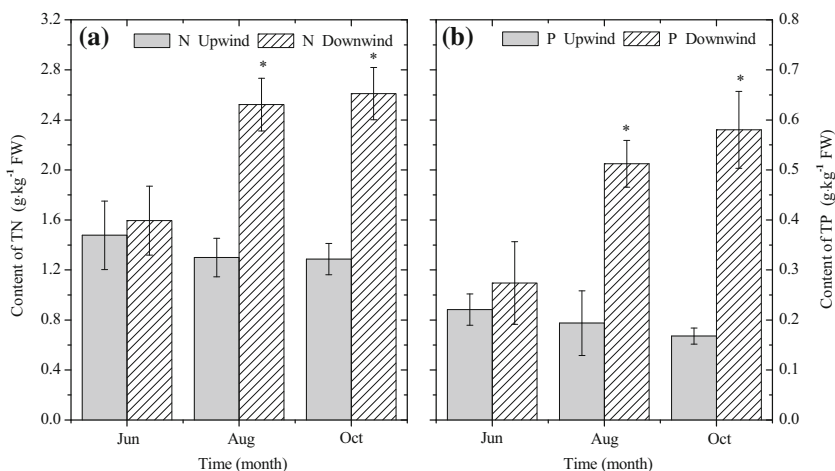 (a)
N Upwind
N Downwind
3.2
2.8
2.4
2.0
1.6
1.2
0.8
0.4
0.0
Content of TN (g·kg⁻¹ FW)
*
*
Jun
Aug
Oct
Time (month)
(b)
P Upwind
P Downwind
0.8
0.7
0.6
0.5
0.4
0.3
0.2
0.1
0.0
Content of TP (g·kg⁻¹ FW)
*
*
Jun
Aug
Oct
Time (month)